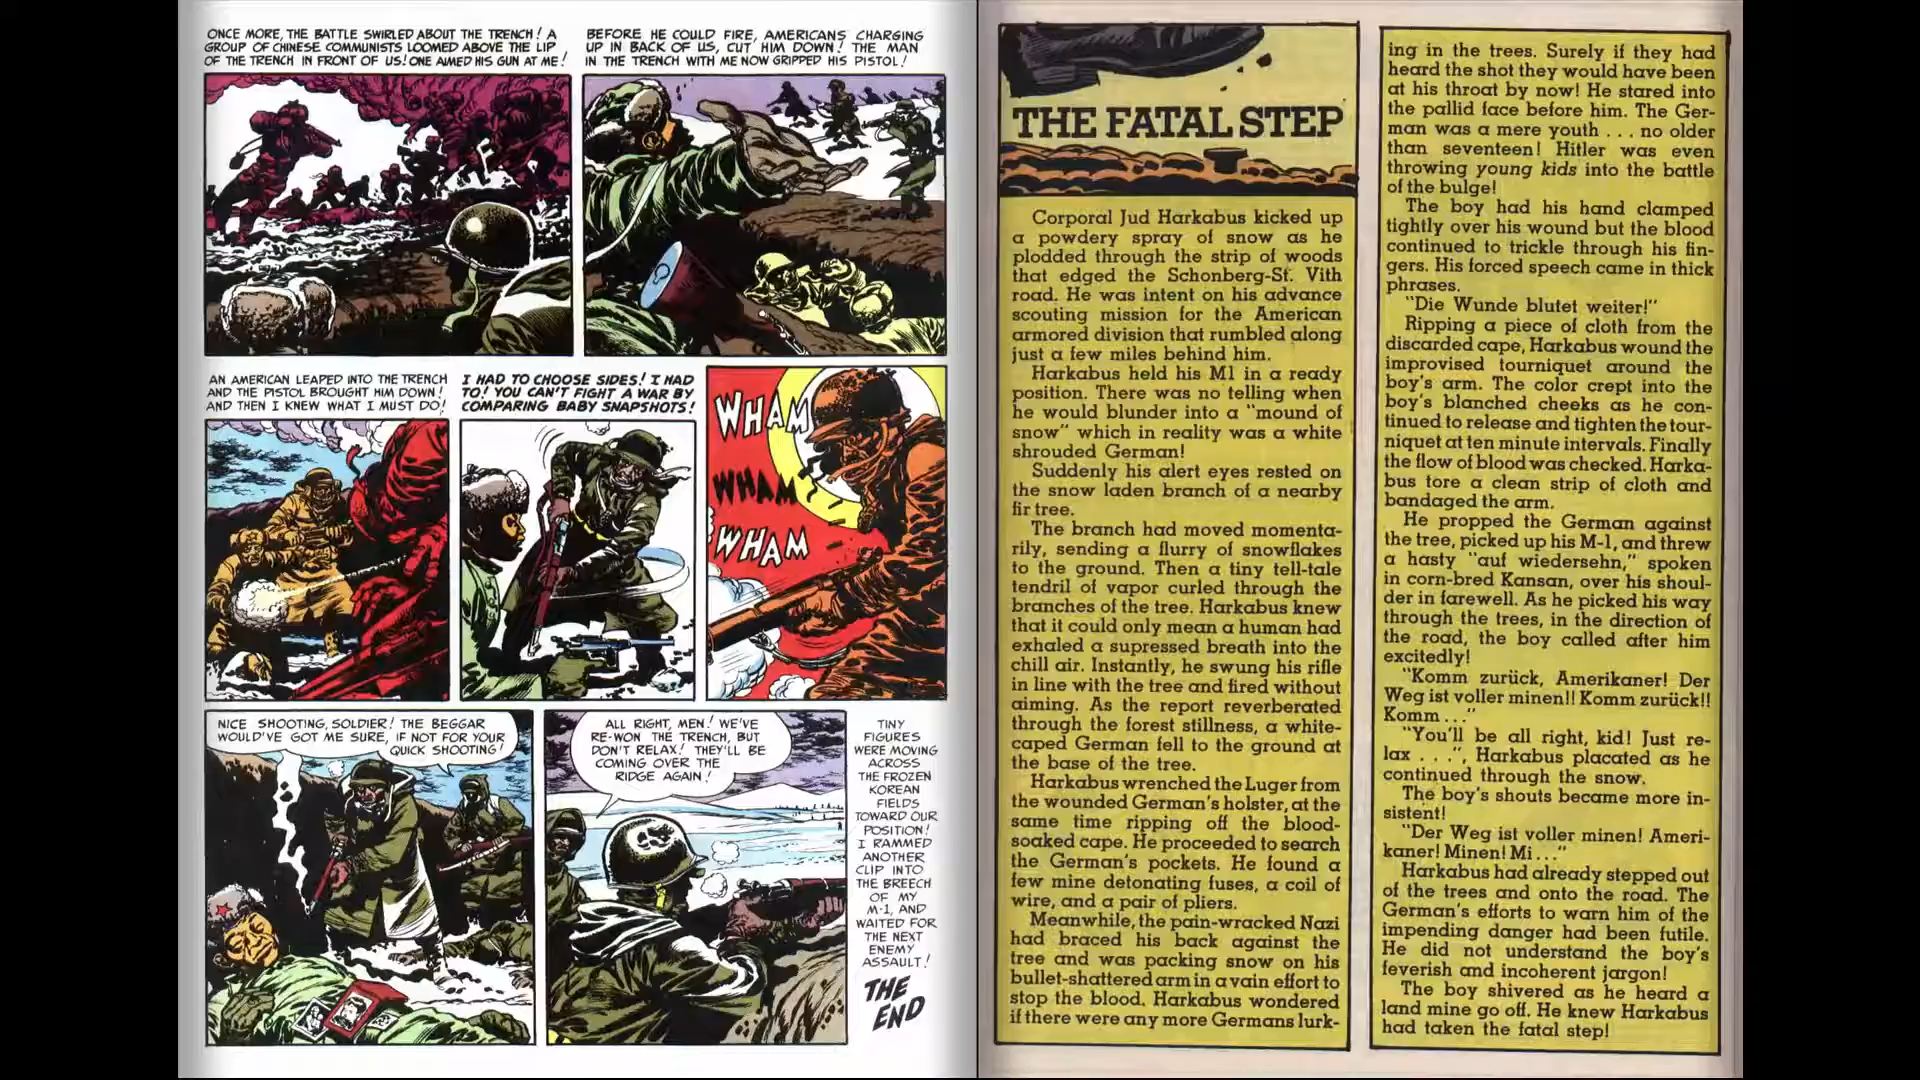 ONCE MORE, THE BATTLE SWIRLED ABOUT THE TRENCH! A
GROUP OF CHINESE COMMUNISTS LOOMED ABOVE THE LIP
OF THE TRENCH IN FRONT OF US! ONE AIMED HIS GUN AT ME!
BEFORE HE COULD FIRE, AMERICANS CHARGING
UP IN BACK OF US, CUT HIM DOWN! THE MAN
IN THE TRENCH WITH ME NOW GRIPPED HIS PISTOL!
AN AMERICAN LEAPED INTO THE TRENCH
AND THE PISTOL BROUGHT HIM DOWN!
AND THEN I KNEW WHAT I MUST DO!
I HAD TO CHOOSE SIDES! I HAD
TO! YOU CAN'T FIGHT A WAR BY
COMPARING BABY SNAPSHOTS!
WHAM
WHAM
WHAM
NICE SHOOTING, SOLDIER! THE BEGGAR
WOULD'VE GOT ME SURE, IF NOT FOR YOUR
QUICK SHOOTING!
ALL RIGHT, MEN! WE'VE
RE-WON THE TRENCH, BUT
DON'T RELAX! THEY'LL BE
COMING OVER THE
RIDGE AGAIN!
TINY
FIGURES
WERE MOVING
ACROSS
THE FROZEN
KOREAN
FIELDS
TOWARD OUR
POSITION!
I RAMMED
ANOTHER
CLIP INTO
THE BREECH
OF MY
M-1, AND
WAITED FOR
THE NEXT
ENEMY
ASSAULT!
THE
END
THE FATAL STEP
Corporal Jud Harkabus kicked up
a powdery spray of snow as he
plodded through the strip of woods
that edged the Schonberg-St. Vith
road. He was intent on his advance
scouting mission for the American
armored division that rumbled along
just a few miles behind him.
Harkabus held his M1 in a ready
position. There was no telling when
he would blunder into a "mound of
snow" which in reality was a white
shrouded German!
Suddenly his alert eyes rested on
the snow laden branch of a nearby
fir tree.
The branch had moved momenta-
rily, sending a flurry of snowflakes
to the ground. Then a tiny tell-tale
tendril of vapor curled through the
branches of the tree. Harkabus knew
that it could only mean a human had
exhaled a supressed breath into the
chill air. Instantly, he swung his rifle
in line with the tree and fired without
aiming. As the report reverberated
through the forest stillness, a white-
caped German fell to the ground at
the base of the tree.
Harkabus wrenched the Luger from
the wounded German's holster, at the
same time ripping off the blood-
soaked cape. He proceeded to search
the German's pockets. He found a
few mine detonating fuses, a coil of
wire, and a pair of pliers.
Meanwhile, the pain-wracked Nazi
had braced his back against the
tree and was packing snow on his
bullet-shattered arm in a vain effort to
stop the blood. Harkabus wondered
if there were any more Germans lurk-
ing in the trees. Surely if they had
heard the shot they would have been
at his throat by now! He stared into
the pallid face before him. The Ger-
man was a mere youth . . . no older
than seventeen! Hitler was even
throwing young kids into the battle
of the bulge!
The boy had his hand clamped
tightly over his wound but the blood
continued to trickle through his fin-
gers. His forced speech came in thick
phrases.
"Die Wunde blutet weiter!"
Ripping a piece of cloth from the
discarded cape, Harkabus wound the
improvised tourniquet around the
boy's arm. The color crept into the
boy's blanched cheeks as he con-
tinued to release and tighten the tour-
niquet at ten minute intervals. Finally
the flow of blood was checked. Harka-
bus tore a clean strip of cloth and
bandaged the arm.
He propped the German against
the tree, picked up his M-1, and threw
a hasty "auf wiedersehn," spoken
in corn-bred Kansan, over his shoul-
der in farewell. As he picked his way
through the trees, in the direction of
the road, the boy called after him
excitedly!
"Komm zurück, Amerikaner! Der
Weg ist voller minen!! Komm zurück!!
Komm . . ."
"You'll be all right, kid! Just re-
lax . . . .", Harkabus placated as he
continued through the snow.
The boy's shouts became more in-
sistent!
"Der Weg ist voller minen! Ameri-
kaner! Minen! Mi . . ."
Harkabus had already stepped out
of the trees and onto the road. The
German's efforts to warn him of the
impending danger had been futile.
He did not understand the boy's
feverish and incoherent jargon!
The boy shivered as he heard a
land mine go off. He knew Harkabus
had taken the fatal step!